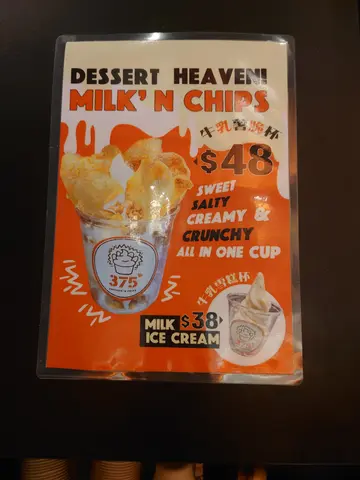 DESSERT HEAVEN!
MILK' N CHIPS
牛乳薯脆杯
$48
SWEET
SALTY
CREAMY &
CRUNCHY
ALL IN ONE CUP
375°
牛乳雪糕杯
MILK $38
ICE CREAM